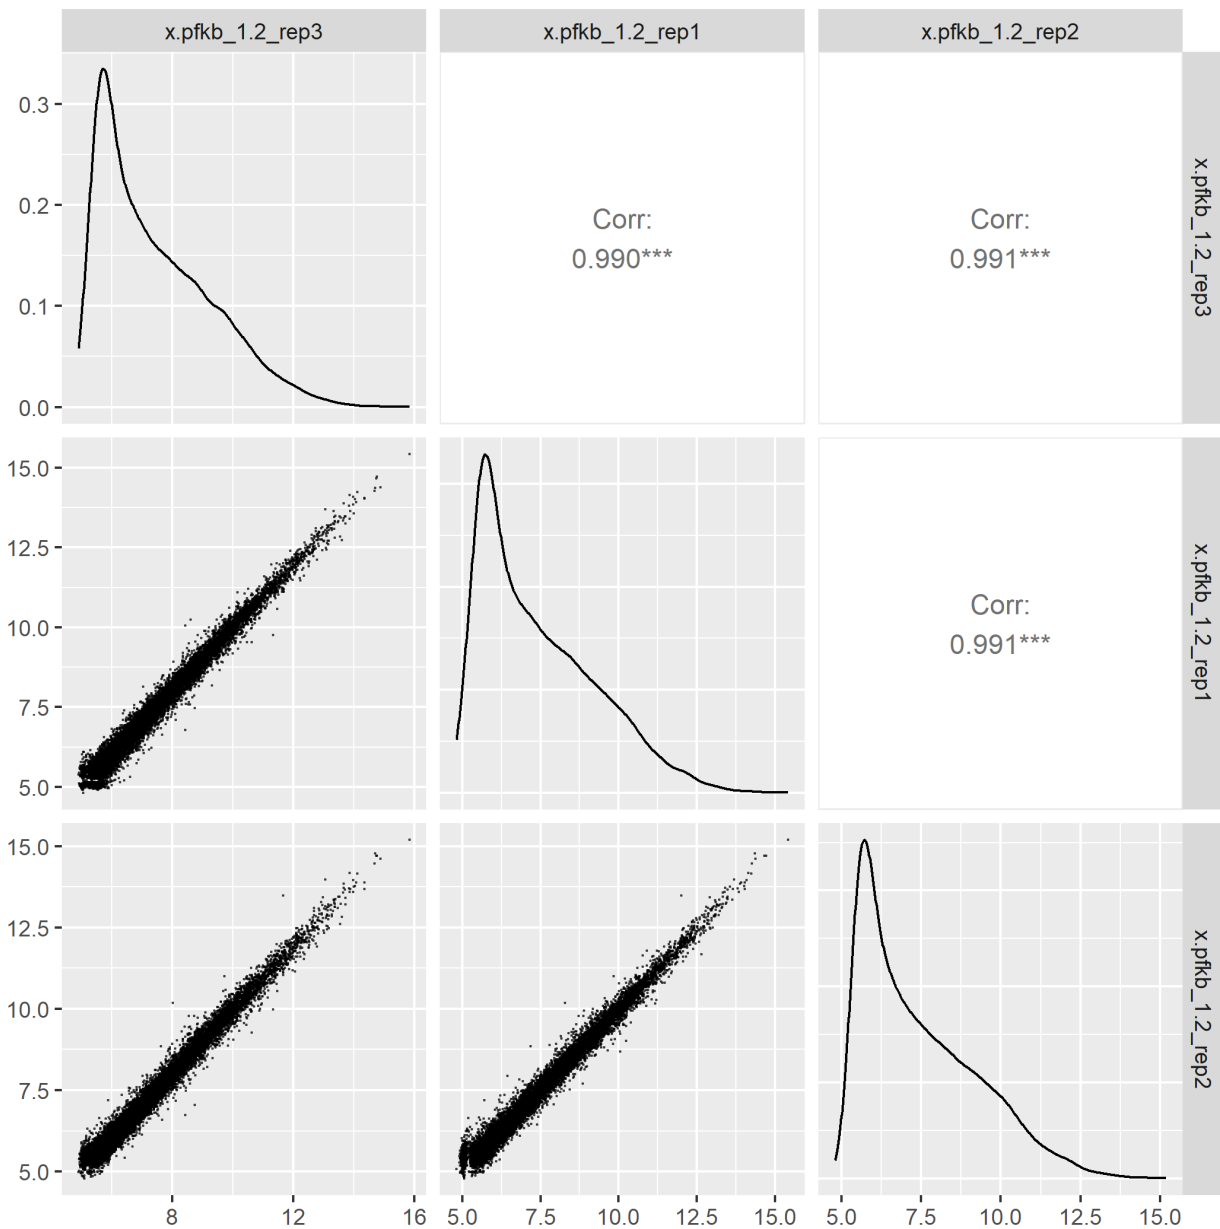 x.pfkb_1.2_rep3
x.pfkb_1.2_rep1
x.pfkb_1.2_rep2
0.3
0.2
0.1
0.0
Corr:
0.990***
Corr:
0.991***
x.pfkb_1.2_rep3
15.0
12.5
10.0
7.5
5.0
Corr:
0.991***
x.pfkb_1.2_rep1
15.0
12.5
10.0
7.5
5.0
x.pfkb_1.2_rep2
8 12 16
5.0 7.5 10.0 12.5 15.0
5.0 7.5 10.0 12.5 15.0